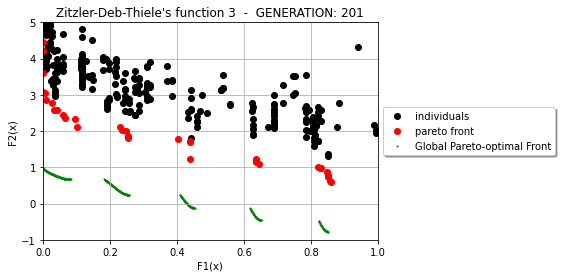 Zitzler-Deb-Thiele's function 3  -  GENERATION: 201
5
4
3
2
1
0
−1
F2(x)
0.0 0.2 0.4 0.6 0.8 1.0
F1(x)
individuals
pareto front
Global Pareto-optimal Front